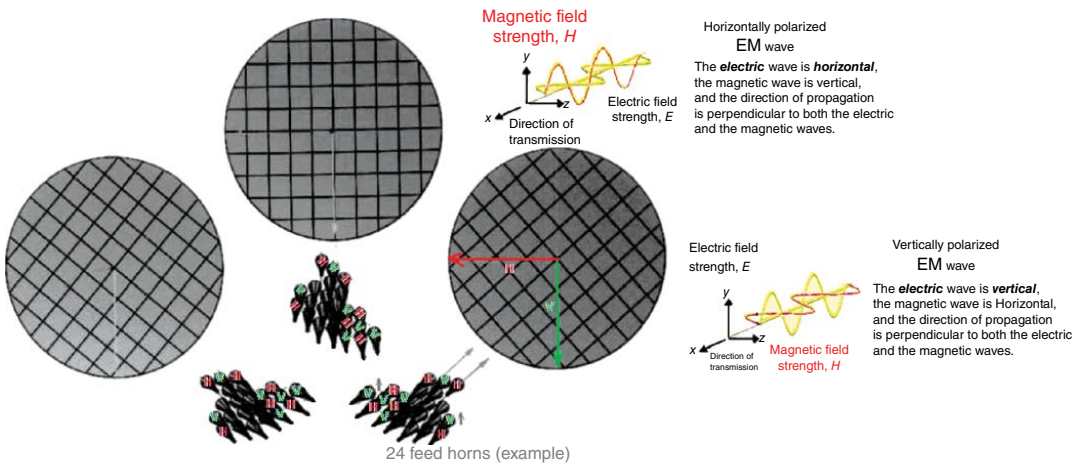 Magnetic field
strength, H
y
z
x
Direction of
transmission
Electric field
strength, E
Horizontally polarized
EM wave
The electric wave is horizontal,
the magnetic wave is vertical,
and the direction of propagation
is perpendicular to both the electric
and the magnetic waves.
H
V
Electric field
strength, E
y
z
x
Direction of
transmission
Magnetic field
strength, H
Vertically polarized
EM wave
The electric wave is vertical,
the magnetic wave is Horizontal,
and the direction of propagation
is perpendicular to both the electric
and the magnetic waves.
24 feed horns (example)